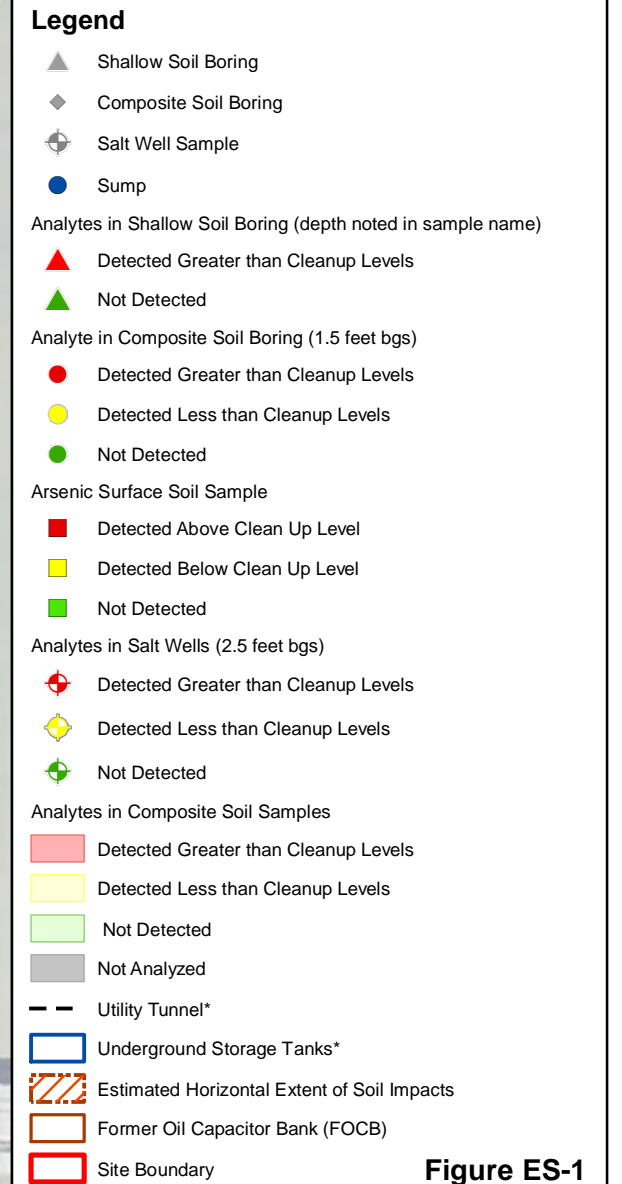 Legend
Shallow Soil Boring
Composite Soil Boring
Salt Well Sample
Sump
Analytes in Shallow Soil Boring (depth noted in sample name)
Detected Greater than Cleanup Levels
Not Detected
Analyte in Composite Soil Boring (1.5 feet bgs)
Detected Greater than Cleanup Levels
Detected Less than Cleanup Levels
Not Detected
Arsenic Surface Soil Sample
Detected Above Clean Up Level
Detected Below Clean Up Level
Not Detected
Analytes in Salt Wells (2.5 feet bgs)
Detected Greater than Cleanup Levels
Detected Less than Cleanup Levels
Not Detected
Analytes in Composite Soil Samples
Detected Greater than Cleanup Levels
Detected Less than Cleanup Levels
Not Detected
Not Analyzed
Utility Tunnel*
Underground Storage Tanks*
Estimated Horizontal Extent of Soil Impacts
Former Oil Capacitor Bank (FOCB)
Site Boundary
Figure ES-1